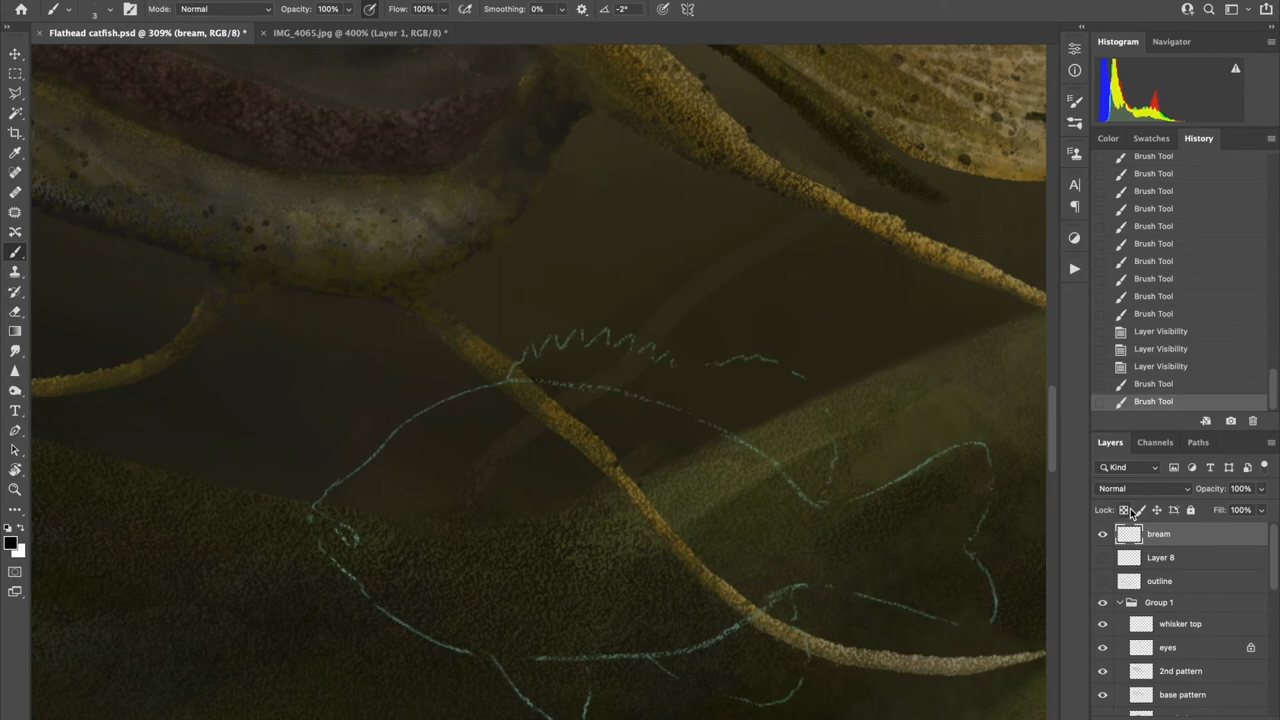 3 Mode: Normal Opacity: 100% Flow: 100% Smoothing: 0% -2°
× Flathead catfish.psd @ 309% (bream, RGB/8) * × IMG_4065.jpg @ 400% (Layer 1, RGB/8) *
Histogram Navigator
Color Swatches History
Brush Tool
Brush Tool
Brush Tool
Brush Tool
Brush Tool
Brush Tool
Brush Tool
Brush Tool
Brush Tool
Brush Tool
Layer Visibility
Layer Visibility
Layer Visibility
Brush Tool
Brush Tool
Layers Channels Paths
Kind
Normal Opacity: 100%
Lock: Fill: 100%
bream
Layer 8
outline
Group 1
whisker top
eyes
2nd pattern
base pattern